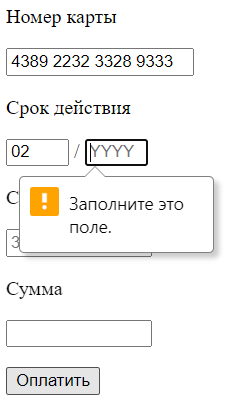 Номер карты
4389 2232 3328 9333
Срок действия
02 / YYYY
Заполните это
поле.
Сумма
Оплатить